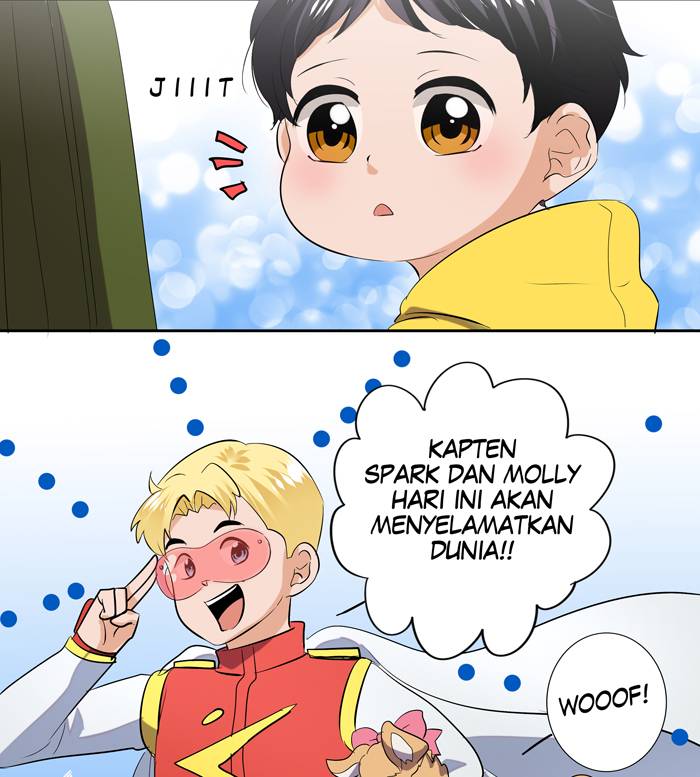 JIIIT
KAPTEN
SPARK DAN MOLLY
HARI INI AKAN
MENYELAMATKAN
DUNIA!!
WOOOF!